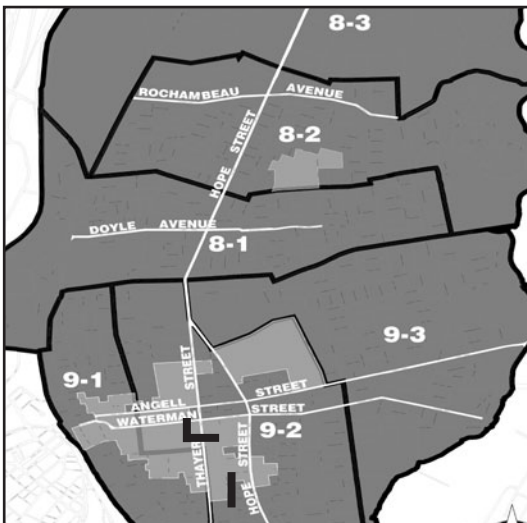 8-3
ROCHAMBEAU AVENUE
8-2
HOPE STREET
DOYLE AVENUE
8-1
9-3
THAYER STREET
9-1
ANGELL STREET
WATERMAN STREET
9-2
HOPE STREET